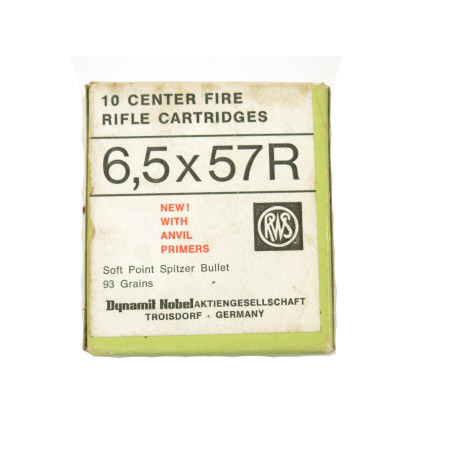 10 CENTER FIRE
RIFLE CARTRIDGES
6,5x57R
NEW!
WITH
ANVIL
PRIMERS
RWS
Soft Point Spitzer Bullet
93 Grains
Dynamit Nobel AKTIENGESELLSCHAFT
TROISDORF · GERMANY